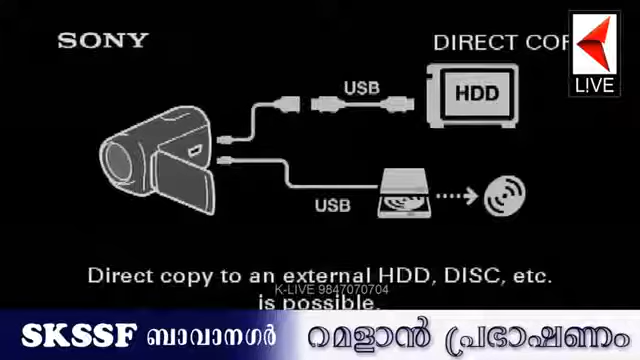 SONY
DIRECT COP
L!VE
USB
HDD
USB
Direct copy to an external HDD, DISC, etc.
K-LIVE 9847070704
is possible.
SKSSF ബാവാനഗർ റമളാൻ പ്രഭാഷണം